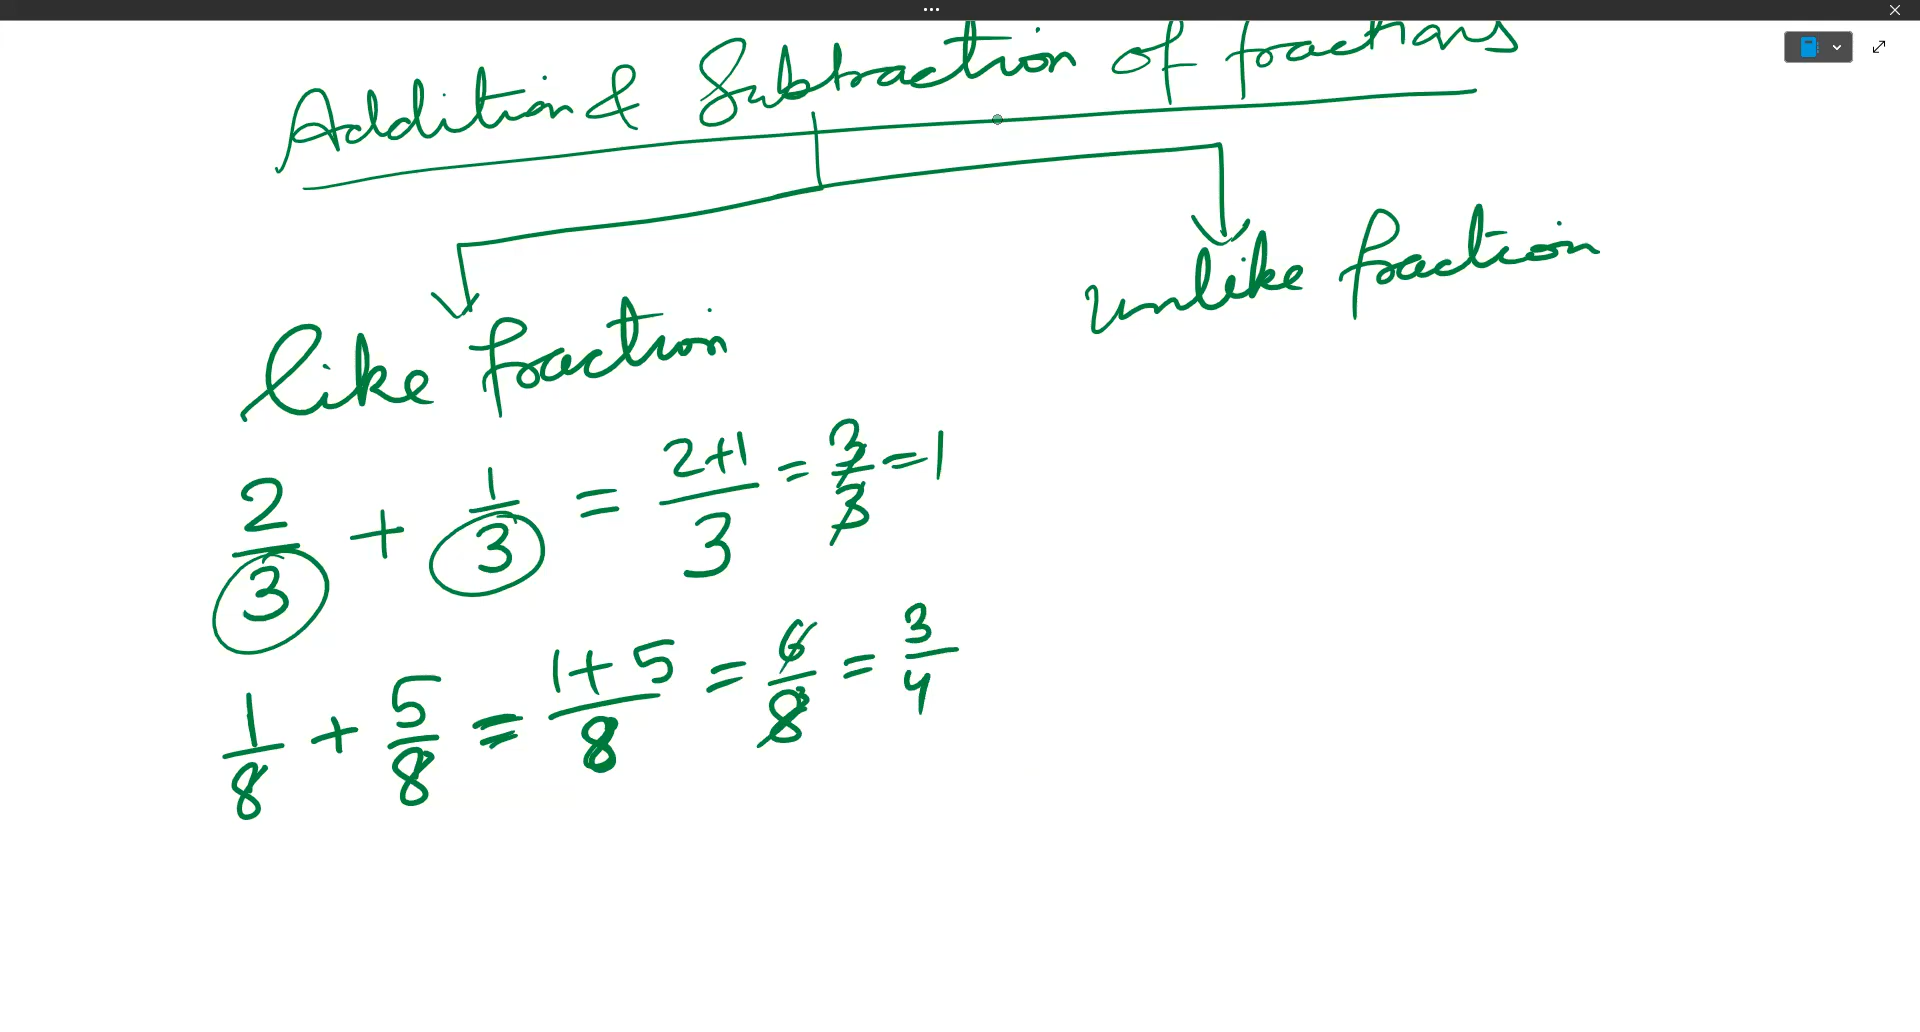 Addition & Subtraction of fractions
like fraction
unlike fraction
2/3 + 1/3 = 2+1/3 = 3/3 = 1
1/8 + 5/8 = 1+5/8 = 6/8 = 3/4